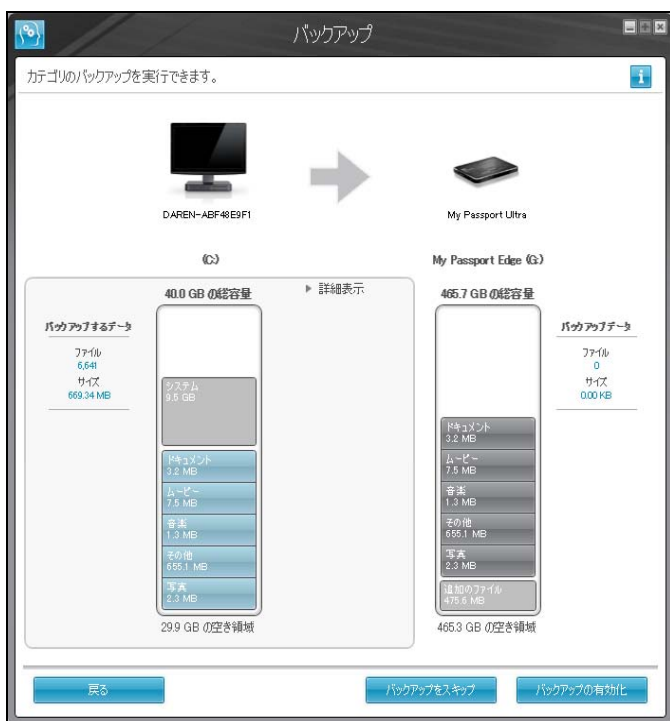 バックアップ
カテゴリのバックアップを実行できます。
DAREN-ABF48E9F1
My Passport Ultra
(C:)
My Passport Edge (G:)
40.0 GB の総容量
▶ 詳細表示
465.7 GB の総容量
バックアップするデータ
ファイル
6,641
サイズ
669.34 MB
システム
9.5 GB
ドキュメント
3.2 MB
ムービー
7.5 MB
音楽
1.3 MB
その他
655.1 MB
写真
2.3 MB
29.9 GB の空き領域
ドキュメント
3.2 MB
ムービー
7.5 MB
音楽
1.3 MB
その他
655.1 MB
写真
2.3 MB
追加のファイル
475.6 MB
465.3 GB の空き領域
バックアップデータ
ファイル
0
サイズ
0.00 KB
戻る
バックアップをスキップ
バックアップの有効化